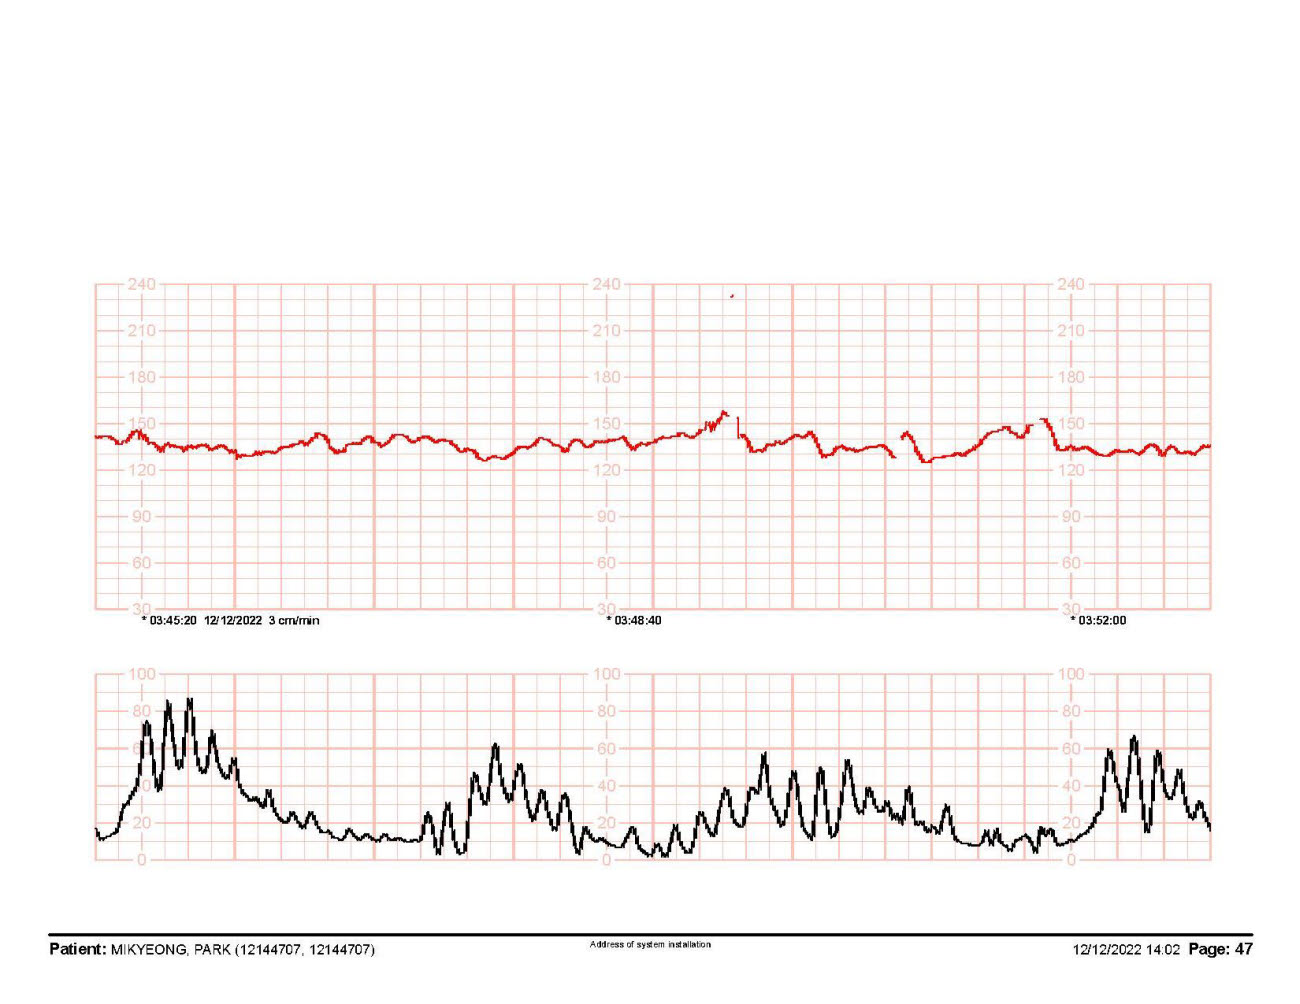 240 240 240
210 210 210
180 180 180
150 150 150
120 120 120
90 90 90
60 60 60
30 30 30
* 03:45:20 12/12/2022 3 cm/min * 03:48:40 * 03:52:00
100 100 100
80 80 80
60 60 60
40 40 40
20 20 20
0 0 0
Patient: MIKYEONG, PARK (12144707, 12144707) Address of system installation 12/12/2022 14:02 Page: 47